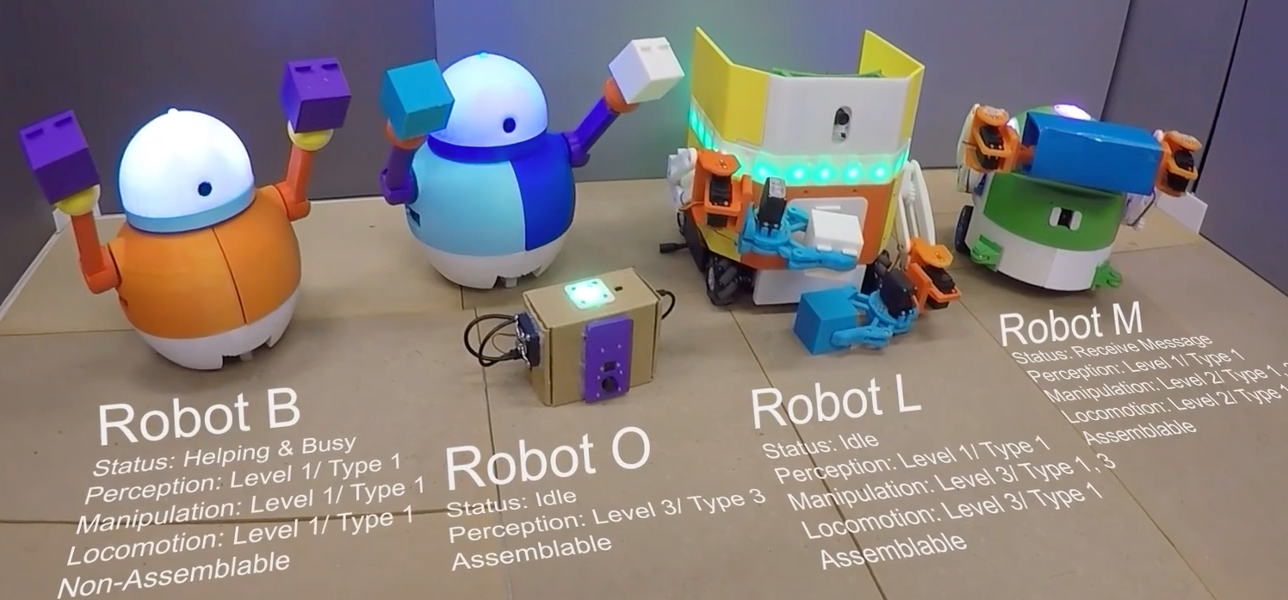 Robot B
Status: Helping & Busy
Perception: Level 1/ Type 1
Manipulation: Level 1/ Type 1
Locomotion: Level 1/ Type 1
Non-Assemblable
Robot O
Status: Idle
Perception: Level 3/ Type 3
Assemblable
Robot L
Status: Idle
Perception: Level 1/ Type 1
Manipulation: Level 3/ Type 1, 3
Locomotion: Level 3/ Type 1
Assemblable
Robot M
Status: Receive Message
Perception: Level 1/ Type 1
Manipulation: Level 2/ Type 1,
Locomotion: Level 2/ Type
Assemblable